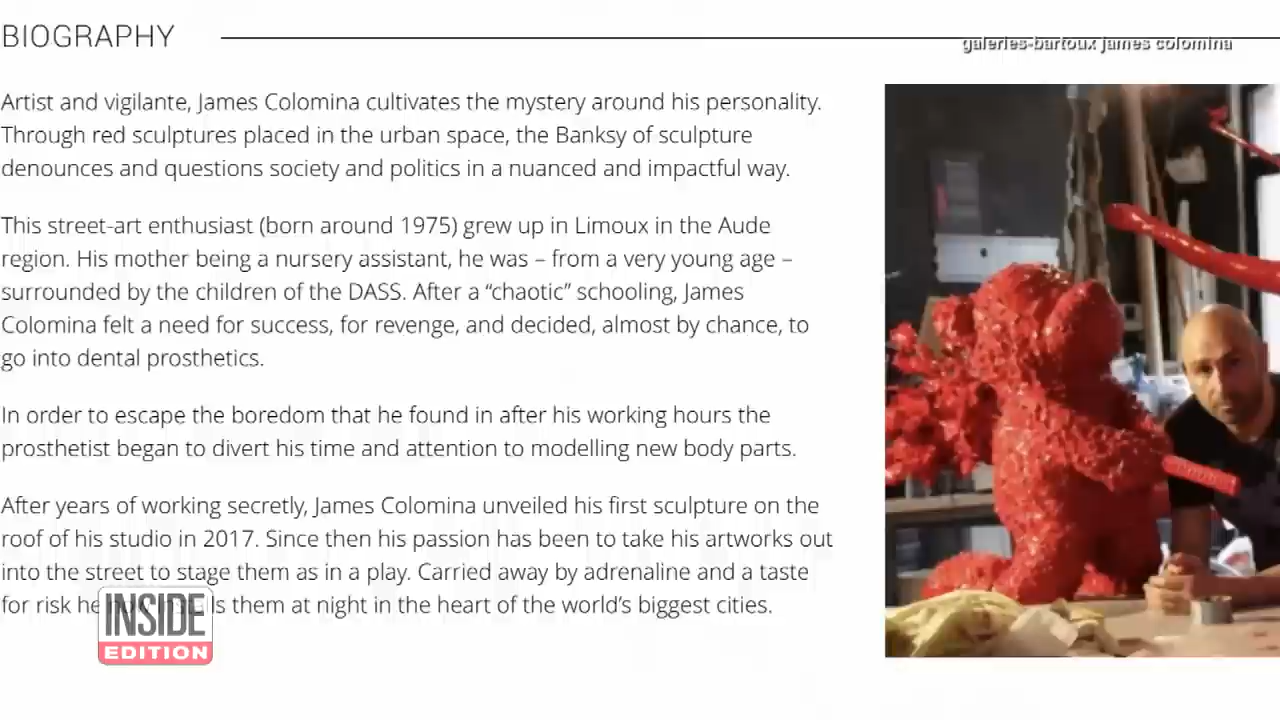 BIOGRAPHY
galeries-bartoux james colomina
Artist and vigilante, James Colomina cultivates the mystery around his personality.
Through red sculptures placed in the urban space, the Banksy of sculpture
denounces and questions society and politics in a nuanced and impactful way.
This street-art enthusiast (born around 1975) grew up in Limoux in the Aude
region. His mother being a nursery assistant, he was – from a very young age –
surrounded by the children of the DASS. After a “chaotic” schooling, James
Colomina felt a need for success, for revenge, and decided, almost by chance, to
go into dental prosthetics.
In order to escape the boredom that he found in after his working hours the
prosthetist began to divert his time and attention to modelling new body parts.
After years of working secretly, James Colomina unveiled his first sculpture on the
roof of his studio in 2017. Since then his passion has been to take his artworks out
into the street to stage them as in a play. Carried away by adrenaline and a taste
for risk he them at night in the heart of the world’s biggest cities.
INSIDE
EDITION